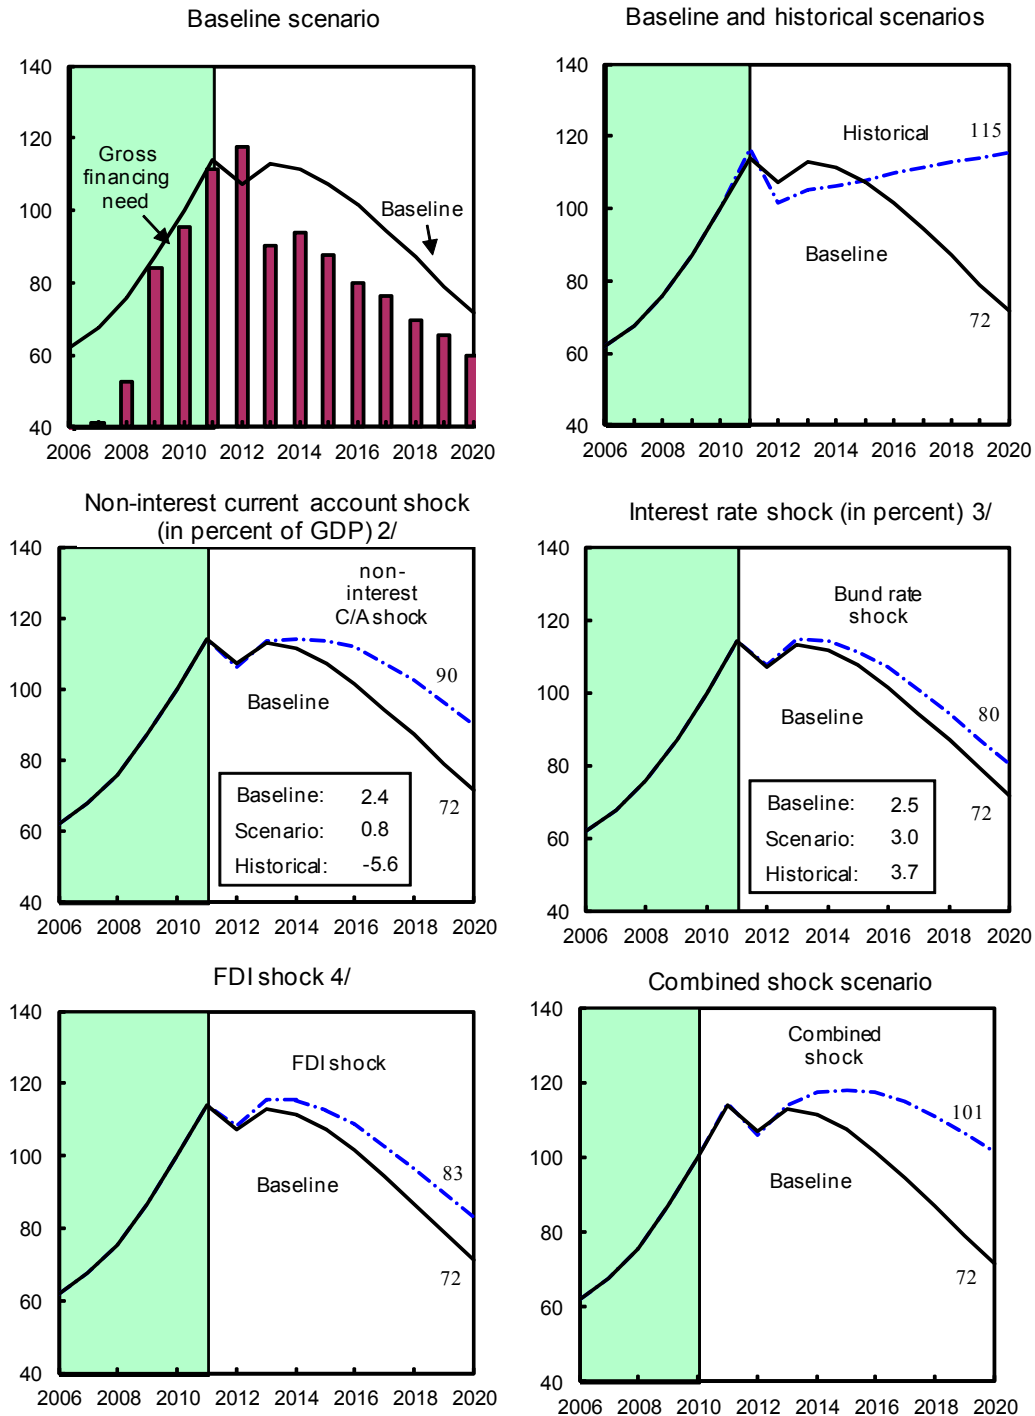 Baseline scenario
140
120
100
80
60
40
Gross
financing
need
Baseline
2006 2008 2010 2012 2014 2016 2018 2020
Baseline and historical scenarios
140
120
100
80
60
40
Historical
115
Baseline
72
2006 2008 2010 2012 2014 2016 2018 2020
Non-interest current account shock
(in percent of GDP) 2/
140
120
100
80
60
40
non-
interest
C/A shock
90
Baseline
72
Baseline: 2.4
Scenario: 0.8
Historical: -5.6
2006 2008 2010 2012 2014 2016 2018 2020
Interest rate shock (in percent) 3/
140
120
100
80
60
40
Bund rate
shock
80
Baseline
72
Baseline: 2.5
Scenario: 3.0
Historical: 3.7
2006 2008 2010 2012 2014 2016 2018 2020
FDI shock 4/
140
120
100
80
60
40
FDI shock
83
Baseline
72
2006 2008 2010 2012 2014 2016 2018 2020
Combined shock scenario
140
120
100
80
60
40
Combined
shock
101
Baseline
72
2006 2008 2010 2012 2014 2016 2018 2020